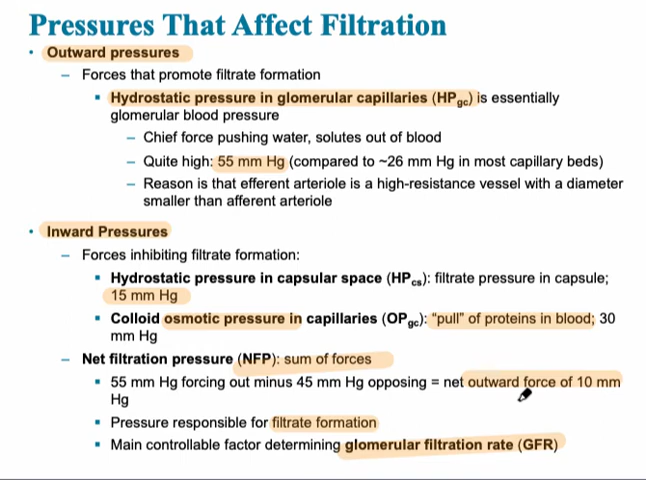 Pressures That Affect Filtration
• Outward pressures
– Forces that promote filtrate formation
▪ Hydrostatic pressure in glomerular capillaries (HPgc) is essentially
glomerular blood pressure
– Chief force pushing water, solutes out of blood
– Quite high: 55 mm Hg (compared to ~26 mm Hg in most capillary beds)
– Reason is that efferent arteriole is a high-resistance vessel with a diameter
smaller than afferent arteriole
• Inward Pressures
– Forces inhibiting filtrate formation:
▪ Hydrostatic pressure in capsular space (HPcs): filtrate pressure in capsule;
15 mm Hg
▪ Colloid osmotic pressure in capillaries (OPgc): "pull" of proteins in blood; 30
mm Hg
– Net filtration pressure (NFP): sum of forces
▪ 55 mm Hg forcing out minus 45 mm Hg opposing = net outward force of 10 mm
Hg
▪ Pressure responsible for filtrate formation
▪ Main controllable factor determining glomerular filtration rate (GFR)